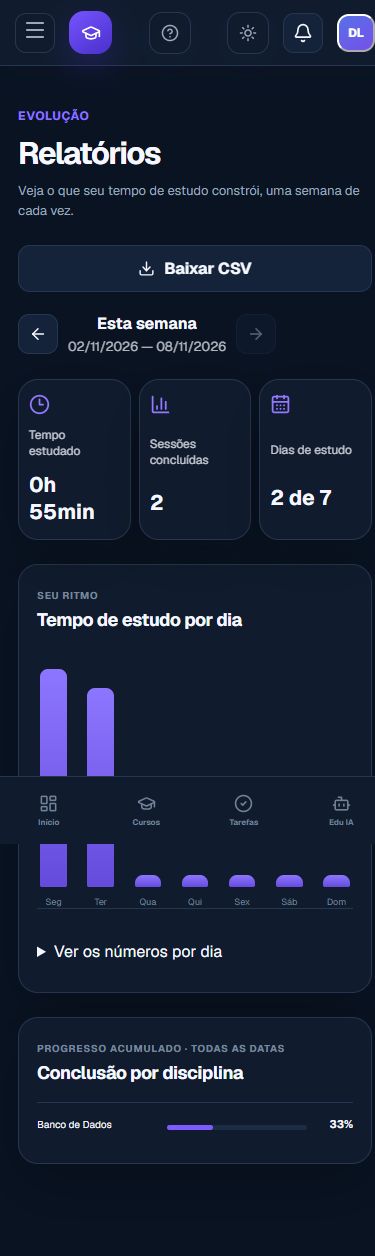 DL
EVOLUÇÃO
Relatórios
Veja o que seu tempo de estudo constrói, uma semana de
cada vez.
Baixar CSV
Esta semana
02/11/2026 — 08/11/2026
Tempo
estudado
0h
55min
Sessões
concluídas
2
Dias de estudo
2 de 7
SEU RITMO
Tempo de estudo por dia
Início Cursos Tarefas Edu IA
Seg Ter Qua Qui Sex Sáb Dom
Ver os números por dia
PROGRESSO ACUMULADO · TODAS AS DATAS
Conclusão por disciplina
Banco de Dados 33%